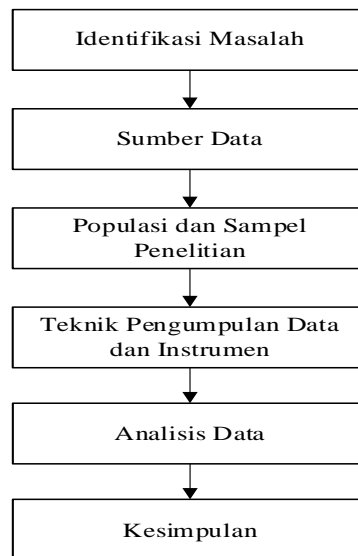 Identifikasi Masalah
Sumber Data
Populasi dan Sampel
Penelitian
Teknik Pengumpulan Data
dan Instrumen
Analisis Data
Kesimpulan